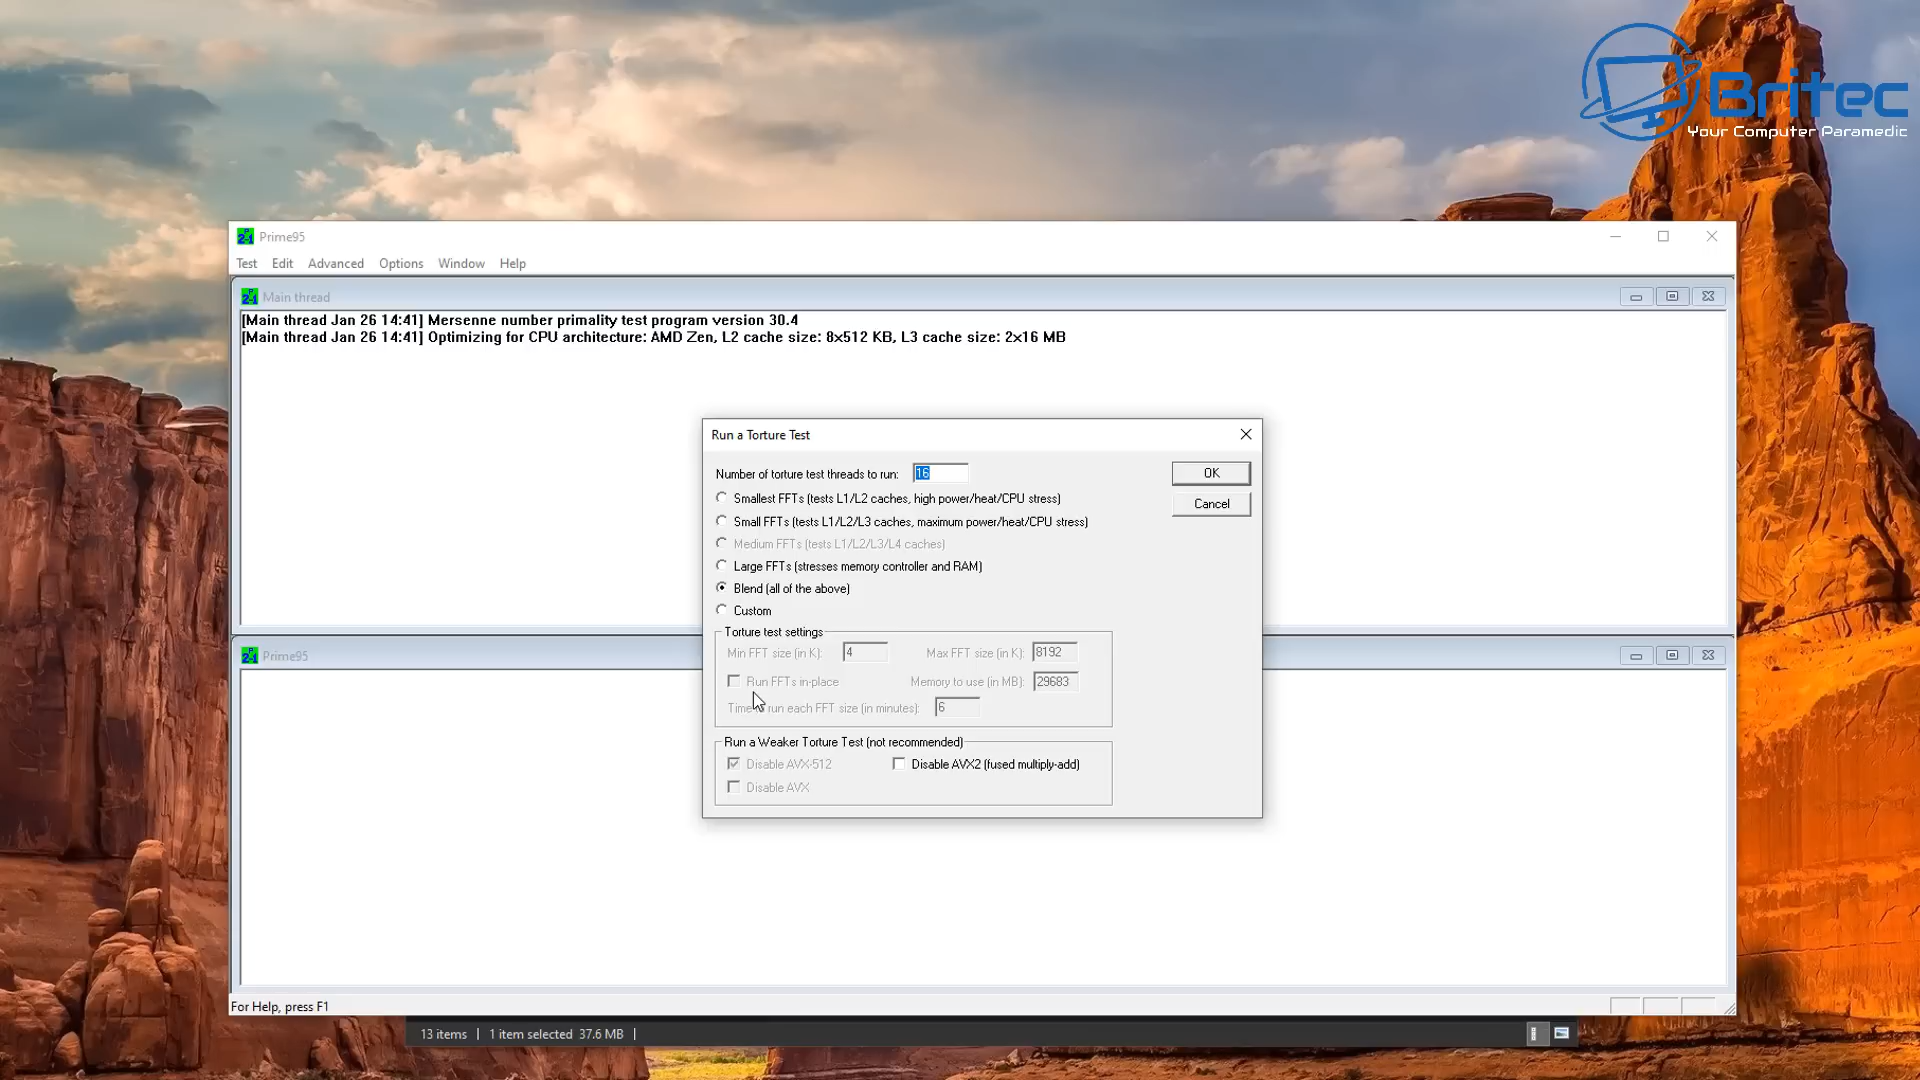 Britec
Your Computer Paramedic
Prime95
Test Edit Advanced Options Window Help
Main thread
[Main thread Jan 26 14:41] Mersenne number primality test program version 30.4
[Main thread Jan 26 14:41] Optimizing for CPU architecture: AMD Zen, L2 cache size: 8x512 KB, L3 cache size: 2x16 MB
Run a Torture Test
Number of torture test threads to run: 16
OK
Smallest FFTs (tests L1/L2 caches, high power/heat/CPU stress)
Cancel
Small FFTs (tests L1/L2/L3 caches, maximum power/heat/CPU stress)
Medium FFTs (tests L1/L2/L3/L4 caches)
Large FFTs (stresses memory controller and RAM)
Blend (all of the above)
Custom
Torture test settings
Min FFT size (in K): 4 Max FFT size (in K): 8192
Prime95
Run FFTs in-place Memory to use (in MB): 29683
Time run each FFT size (in minutes): 6
Run a Weaker Torture Test (not recommended)
Disable AVX-512 Disable AVX2 (fused multiply-add)
Disable AVX
For Help, press F1
13 items | 1 item selected 37.6 MB |